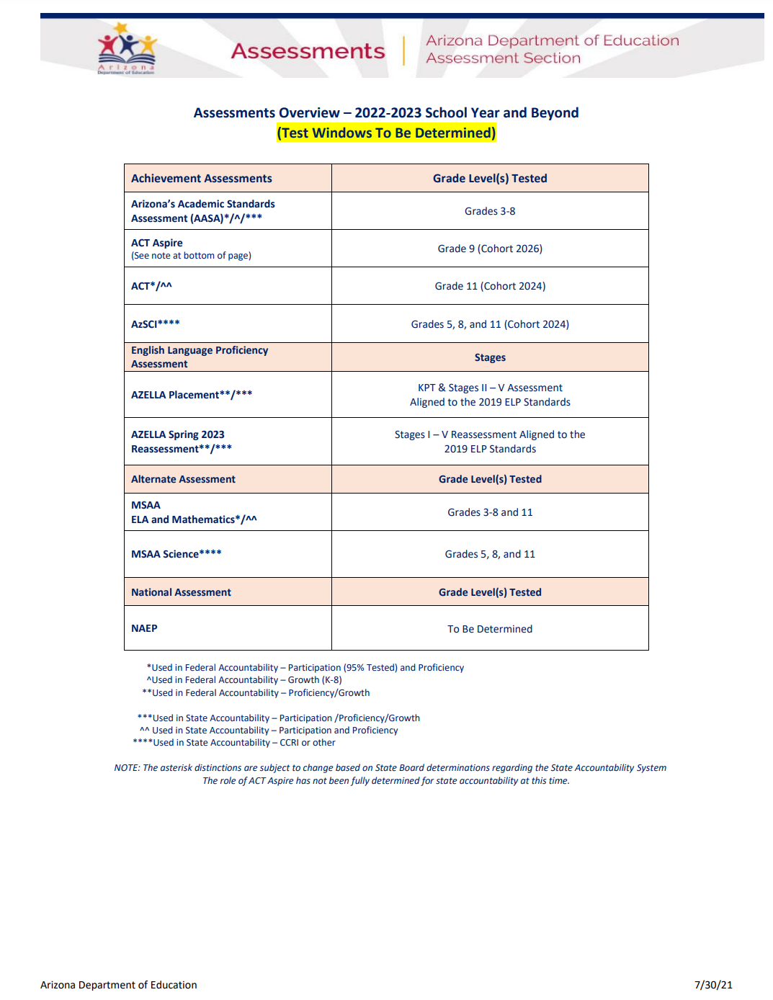 Arizona
Department of Education
Assessments
Arizona Department of Education
Assessment Section
Assessments Overview – 2022-2023 School Year and Beyond
(Test Windows To Be Determined)
Achievement Assessments
Grade Level(s) Tested
Arizona’s Academic Standards
Assessment (AASA)*/^/***
Grades 3-8
ACT Aspire
(See note at bottom of page)
Grade 9 (Cohort 2026)
ACT*/^^
Grade 11 (Cohort 2024)
AzSCI****
Grades 5, 8, and 11 (Cohort 2024)
English Language Proficiency
Assessment
Stages
AZELLA Placement**/***
KPT & Stages II – V Assessment
Aligned to the 2019 ELP Standards
AZELLA Spring 2023
Reassessment**/***
Stages I – V Reassessment Aligned to the
2019 ELP Standards
Alternate Assessment
Grade Level(s) Tested
MSAA
ELA and Mathematics*/^^
Grades 3-8 and 11
MSAA Science****
Grades 5, 8, and 11
National Assessment
Grade Level(s) Tested
NAEP
To Be Determined
*Used in Federal Accountability – Participation (95% Tested) and Proficiency
^Used in Federal Accountability – Growth (K-8)
**Used in Federal Accountability – Proficiency/Growth
***Used in State Accountability – Participation /Proficiency/Growth
^^ Used in State Accountability – Participation and Proficiency
****Used in State Accountability – CCRI or other
NOTE: The asterisk distinctions are subject to change based on State Board determinations regarding the State Accountability System
The role of ACT Aspire has not been fully determined for state accountability at this time.
Arizona Department of Education
7/30/21